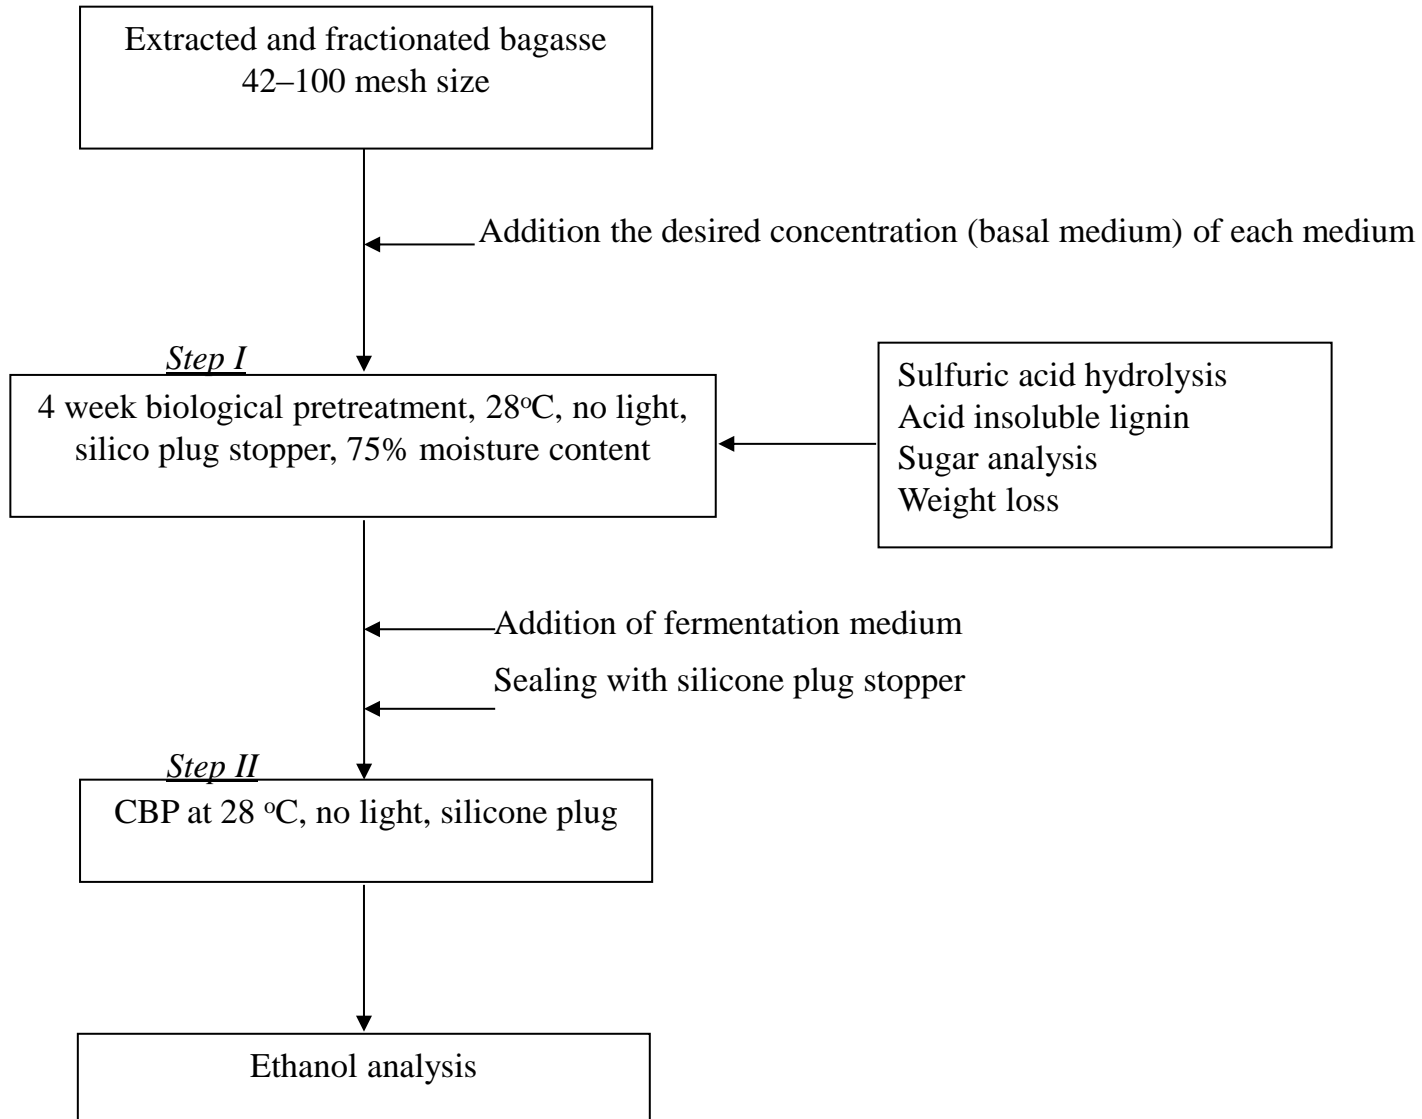 Extracted and fractionated bagasse
42–100 mesh size
Addition the desired concentration (basal medium) of each medium
Step I
4 week biological pretreatment, 28°C, no light,
silico plug stopper, 75% moisture content
Sulfuric acid hydrolysis
Acid insoluble lignin
Sugar analysis
Weight loss
Addition of fermentation medium
Sealing with silicone plug stopper
Step II
CBP at 28 °C, no light, silicone plug
Ethanol analysis